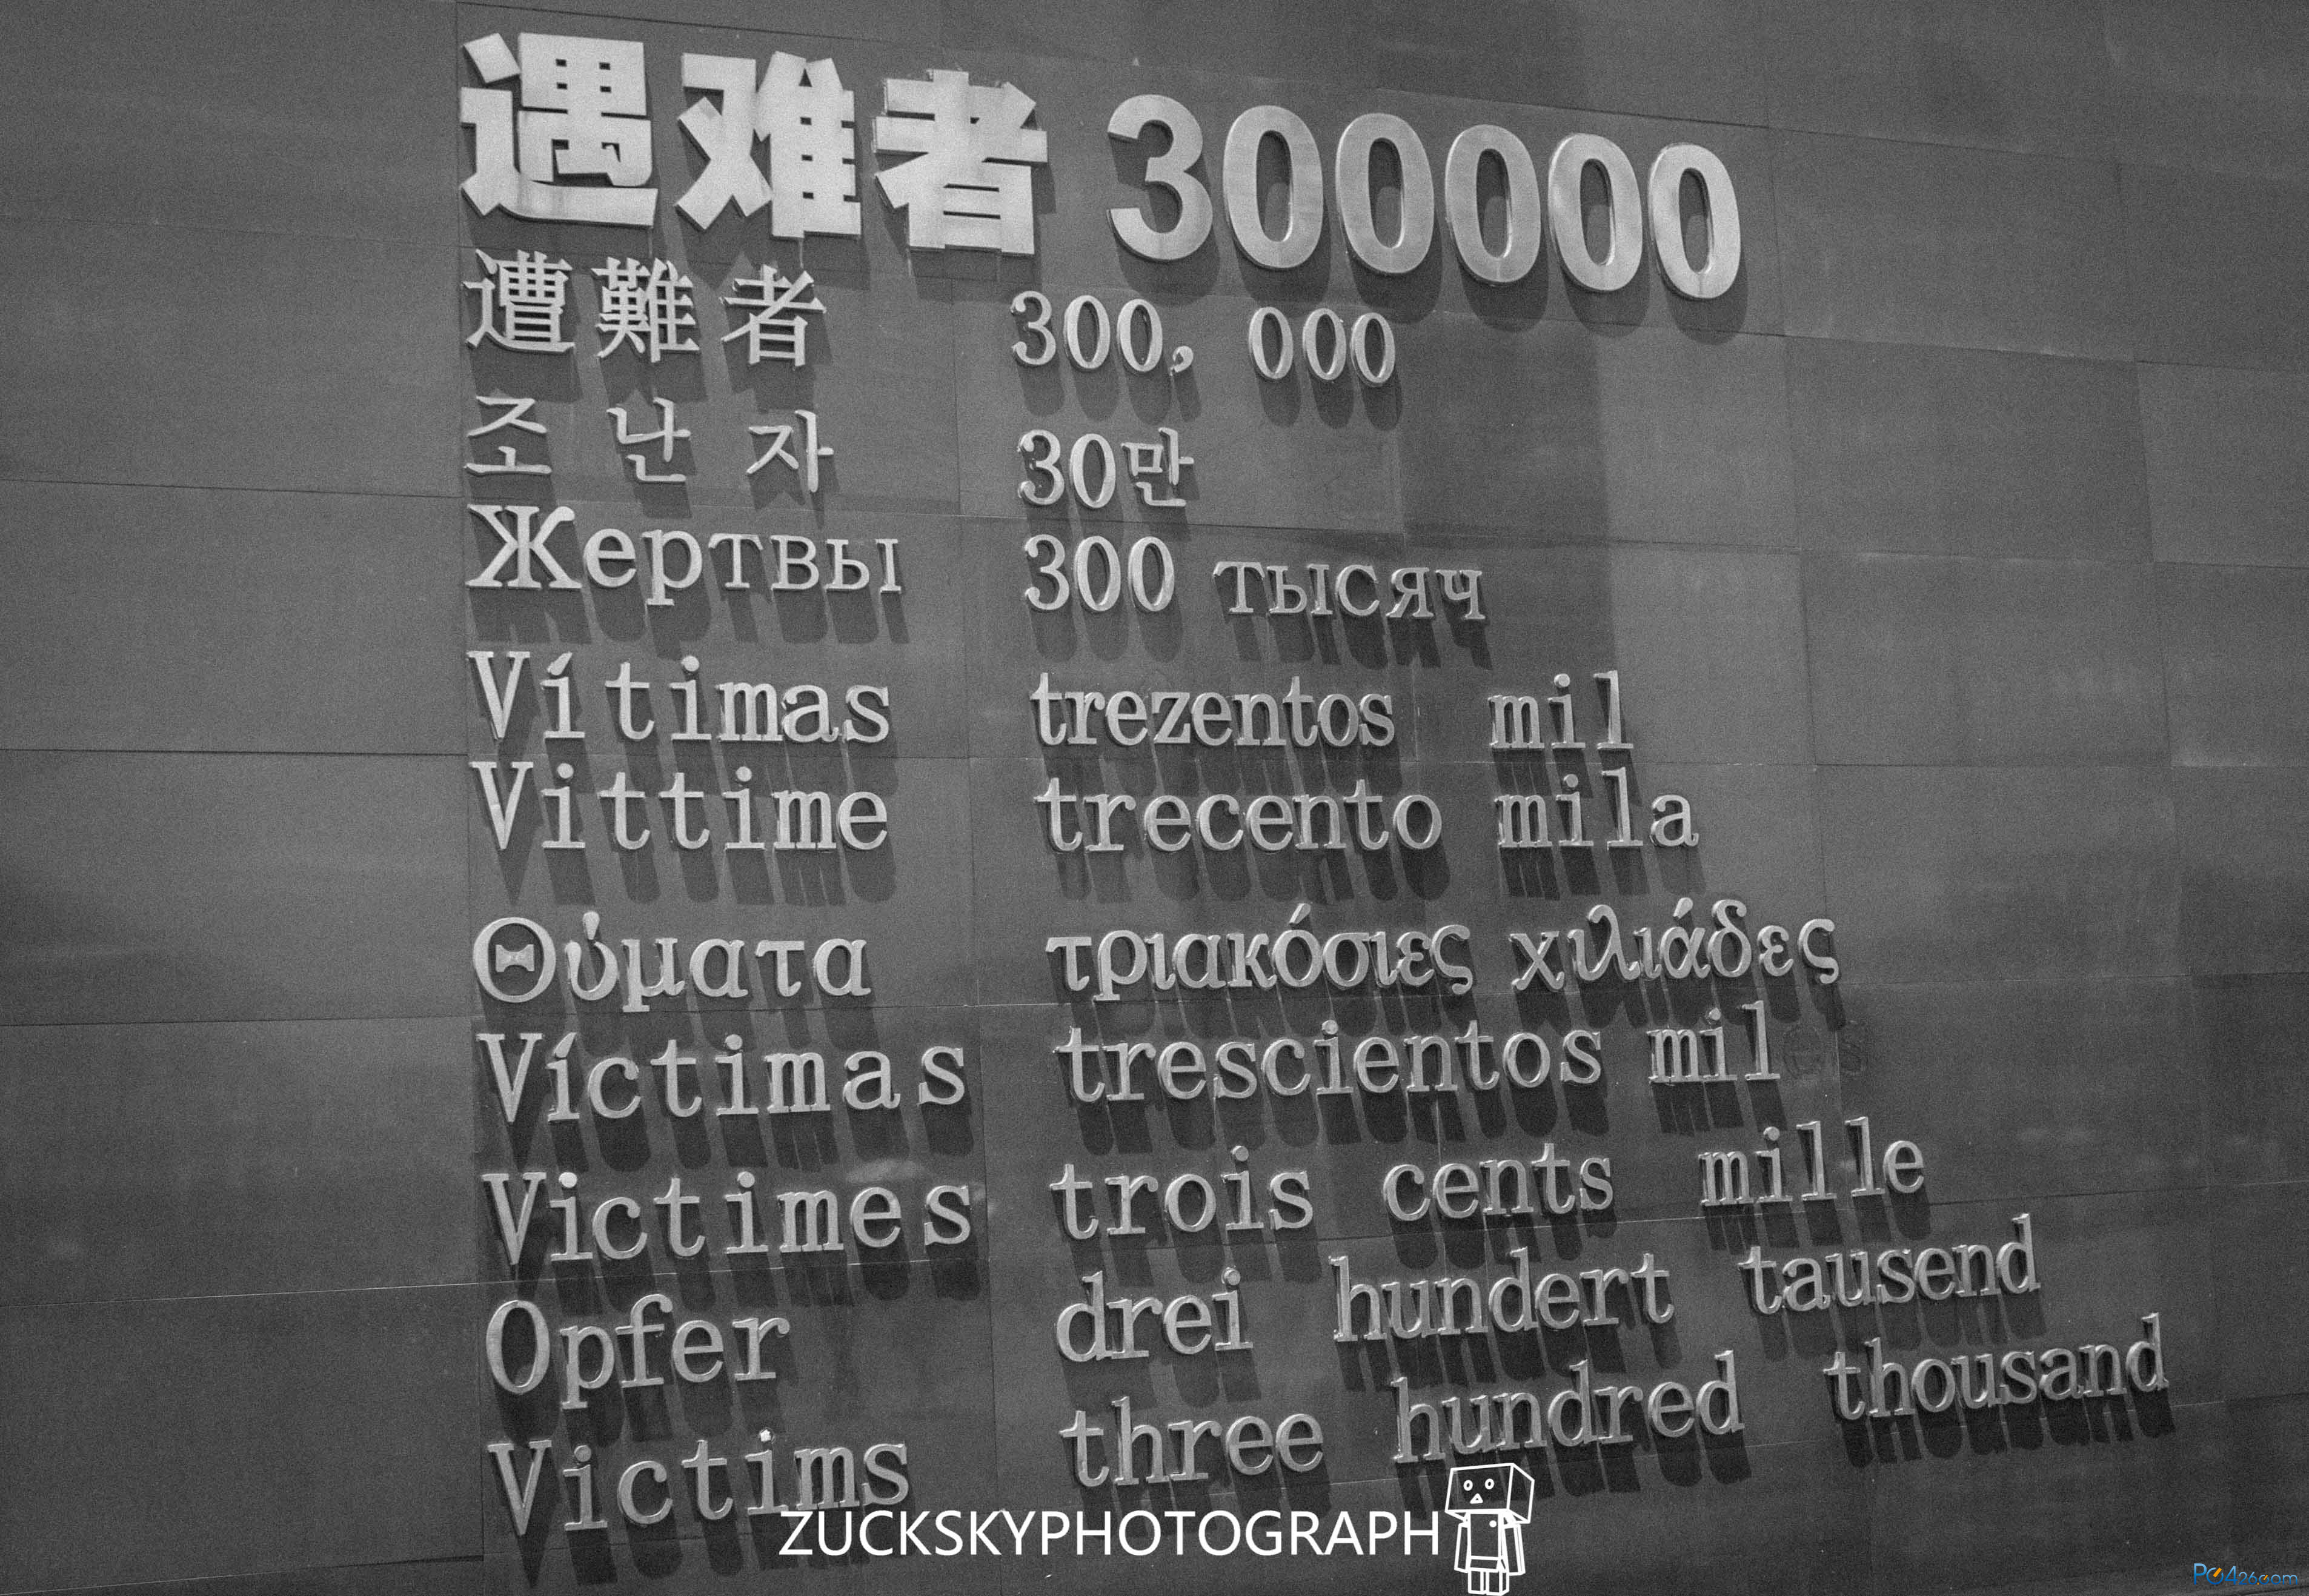 遇难者 300000
遭難者 300,000
조난자 30만
Жертвы 300 тысяч
Vítimas trezentos mil
Vittime trecento mila
Θύματα τριακόσιες χιλιάδες
Víctimas trescientos mil
Victimes trois cents mille
Opfer drei hundert tausend
Victims three hundred thousand
ZUCKSKYPHOTOGRAPH